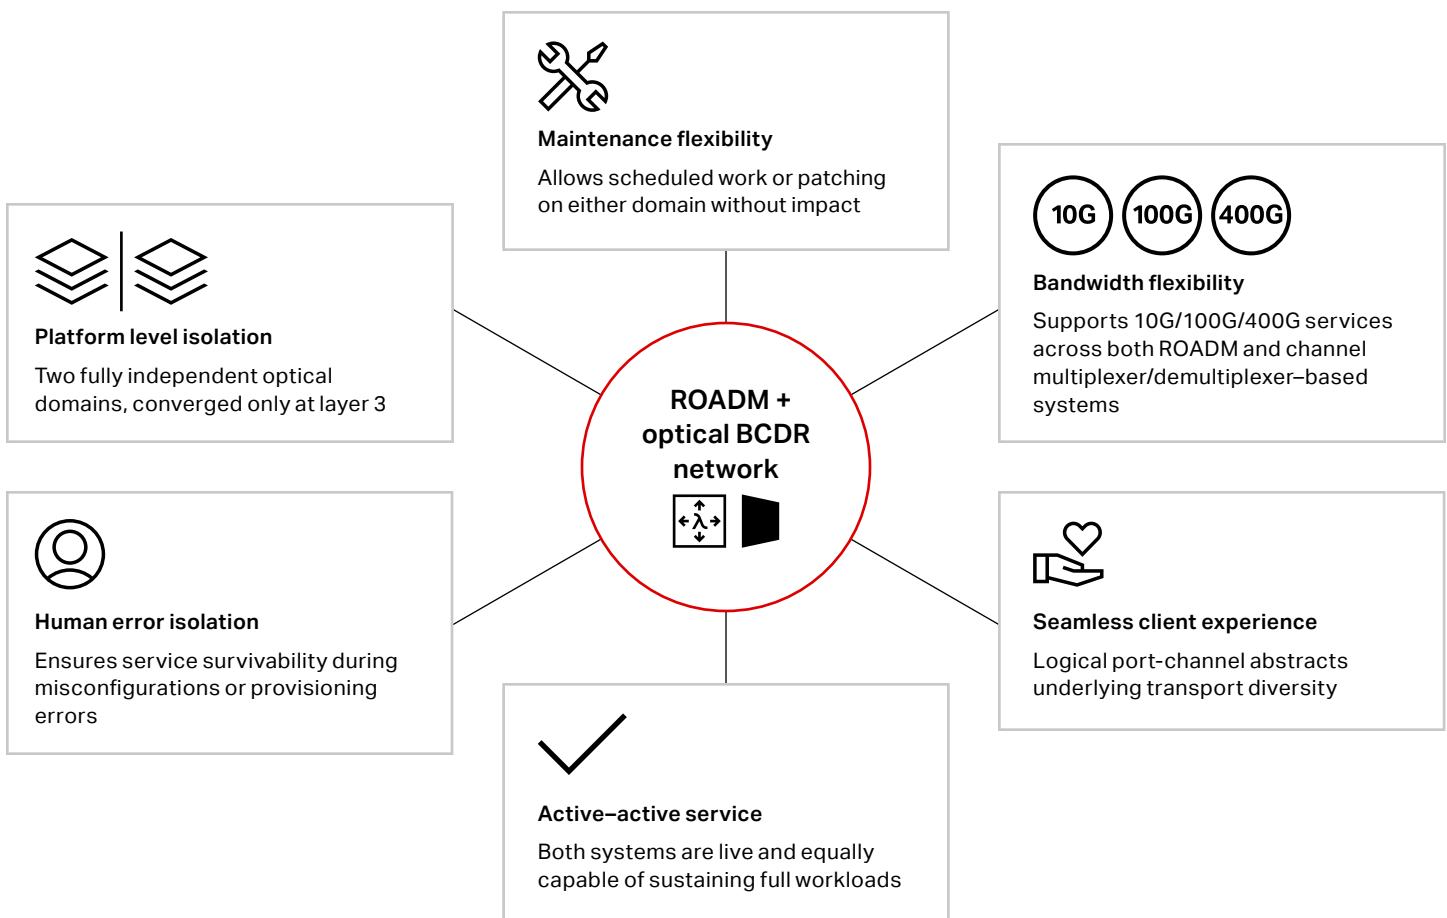 Maintenance flexibility
Allows scheduled work or patching
on either domain without impact
10G 100G 400G
Bandwidth flexibility
Supports 10G/100G/400G services
across both ROADM and channel
multiplexer/demultiplexer–based
systems
Platform level isolation
Two fully independent optical
domains, converged only at layer 3
ROADM +
optical BCDR
network
λ
Human error isolation
Ensures service survivability during
misconfigurations or provisioning
errors
Seamless client experience
Logical port-channel abstracts
underlying transport diversity
Active–active service
Both systems are live and equally
capable of sustaining full workloads